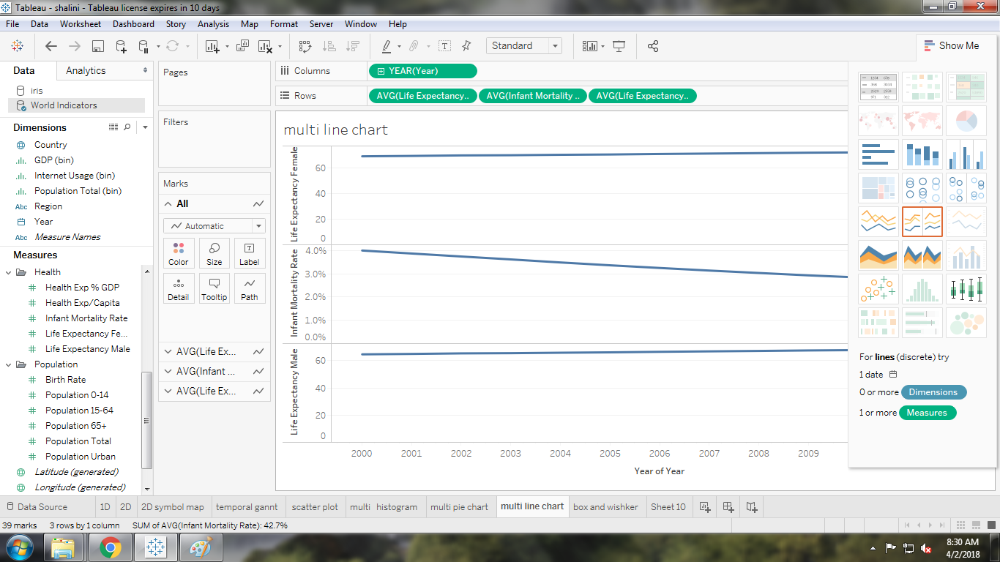 Tableau - shalini - Tableau license expires in 10 days
File Data Worksheet Dashboard Story Analysis Map Format Server Window Help
Standard
Show Me
Data Analytics
iris
World Indicators
Dimensions
Country
GDP (bin)
Internet Usage (bin)
Population Total (bin)
Abc Region
Year
Abc Measure Names
Measures
Health
Health Exp % GDP
Health Exp/Capita
Infant Mortality Rate
Life Expectancy Fe...
Life Expectancy Male
Population
Birth Rate
Population 0-14
Population 15-64
Population 65+
Population Total
Population Urban
Latitude (generated)
Longitude (generated)
Pages
Filters
Marks
All
Automatic
Color Size Label
Detail Tooltip Path
AVG(Life Ex...
AVG(Infant ...
AVG(Life Ex...
Columns YEAR(Year)
Rows AVG(Life Expectancy.. AVG(Infant Mortality .. AVG(Life Expectancy..
multi line chart
Life Expectancy Female
60
40
20
0
Infant Mortality Rate
4.0%
3.0%
2.0%
1.0%
0.0%
Life Expectancy Male
60
40
20
0
2000 2001 2002 2003 2004 2005 2006 2007 2008 2009
Year of Year
For lines (discrete) try
1 date
0 or more Dimensions
1 or more Measures
Data Source 1D 2D 2D symbol map temporal gannt scatter plot multi histogram multi pie chart multi line chart box and wishker Sheet 10
39 marks 3 rows by 1 column SUM of AVG(Infant Mortality Rate): 42.7%
8:30 AM
4/2/2018